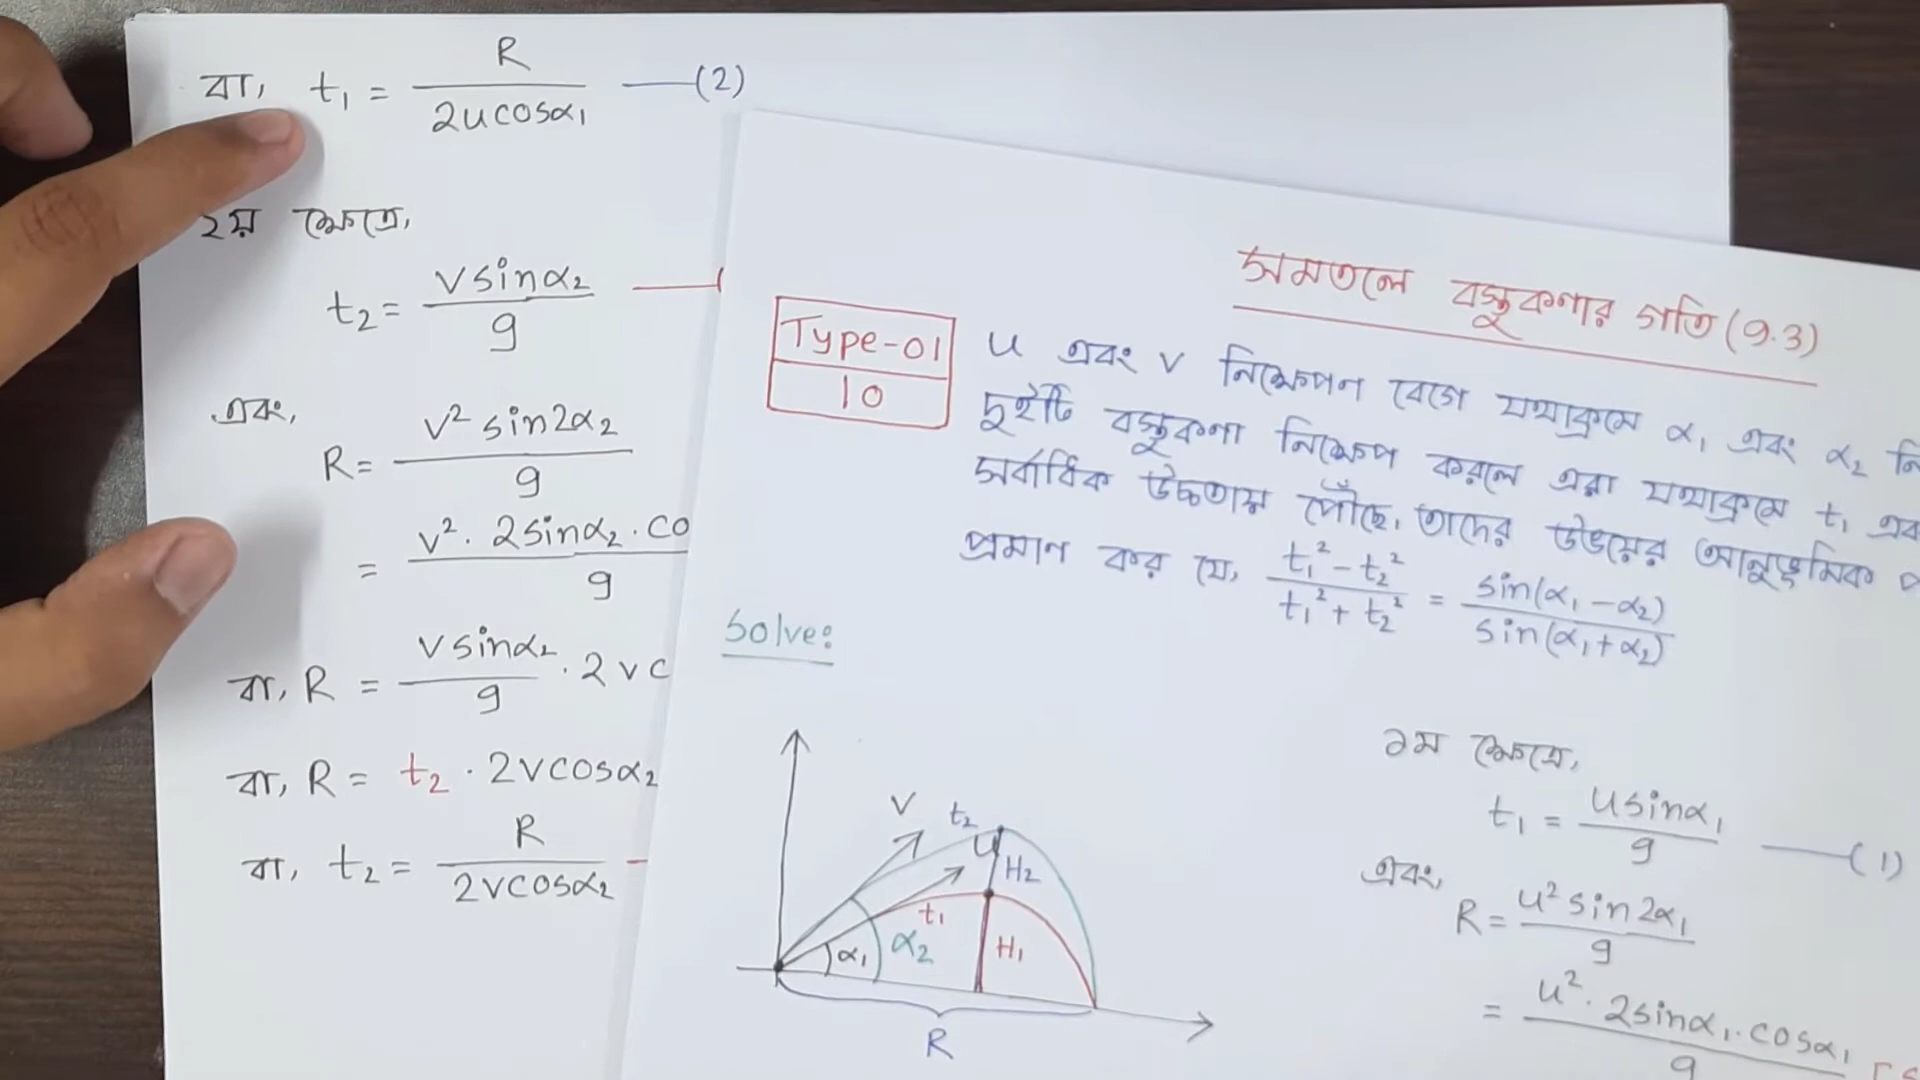 বা, t₁ = R / 2ucosα₁ —(2)
২য় ক্ষেত্রে,
t₂ = vsinα₂ / g —(
এবং,
R = v² sin2α₂ / g
= v². 2sinα₂. co / g
বা, R = vsinα₂ / g . 2vc
বা, R = t₂ . 2vcosα₂
বা, t₂ = R / 2vcosα₂ —
সমতলে বস্তুকণার গতি (9.3)
Type-01
10
u এবং v নিক্ষেপন বেগে যথাক্রমে α₁ এবং α₂ নি
দুইটি বস্তুকণা নিক্ষেপ করলে এরা যথাক্রমে t₁ এব
সর্বাধিক উচ্চতায় পৌঁছে, তাদের উভয়ের আনুভূমিক প
প্রমাণ কর যে, t₁² - t₂² / t₁² + t₂² = sin(α₁ - α₂) / sin(α₁ + α₂)
Solve:
V t₂
u H₂
t₁
α₁ α₂ H₁
R
১ম ক্ষেত্রে,
t₁ = usinα₁ / g —(1)
এবং,
R = u² sin2α₁ / g
= u². 2sinα₁. cosα₁ / g